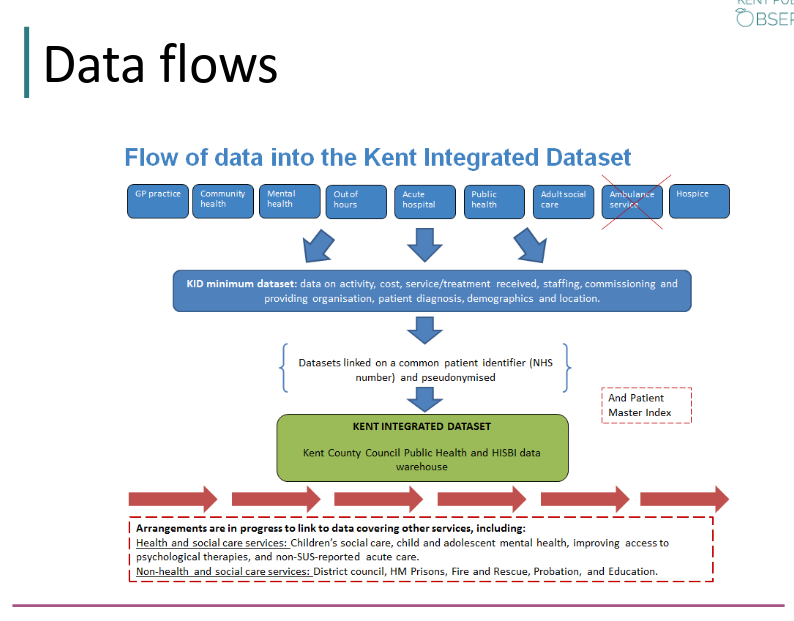 KENT PUB
OBSER
Data flows
Flow of data into the Kent Integrated Dataset
GP practice
Community
health
Mental
health
Out of
hours
Acute
hospital
Public
health
Adult social
care
Ambulance
service
Hospice
KID minimum dataset: data on activity, cost, service/treatment received, staffing, commissioning and
providing organisation, patient diagnosis, demographics and location.
Datasets linked on a common patient identifier (NHS
number) and pseudonymised
And Patient
Master Index
KENT INTEGRATED DATASET
Kent County Council Public Health and HISBI data
warehouse
Arrangements are in progress to link to data covering other services, including:
Health and social care services: Children's social care, child and adolescent mental health, improving access to
psychological therapies, and non-SUS-reported acute care.
Non-health and social care services: District council, HM Prisons, Fire and Rescue, Probation, and Education.